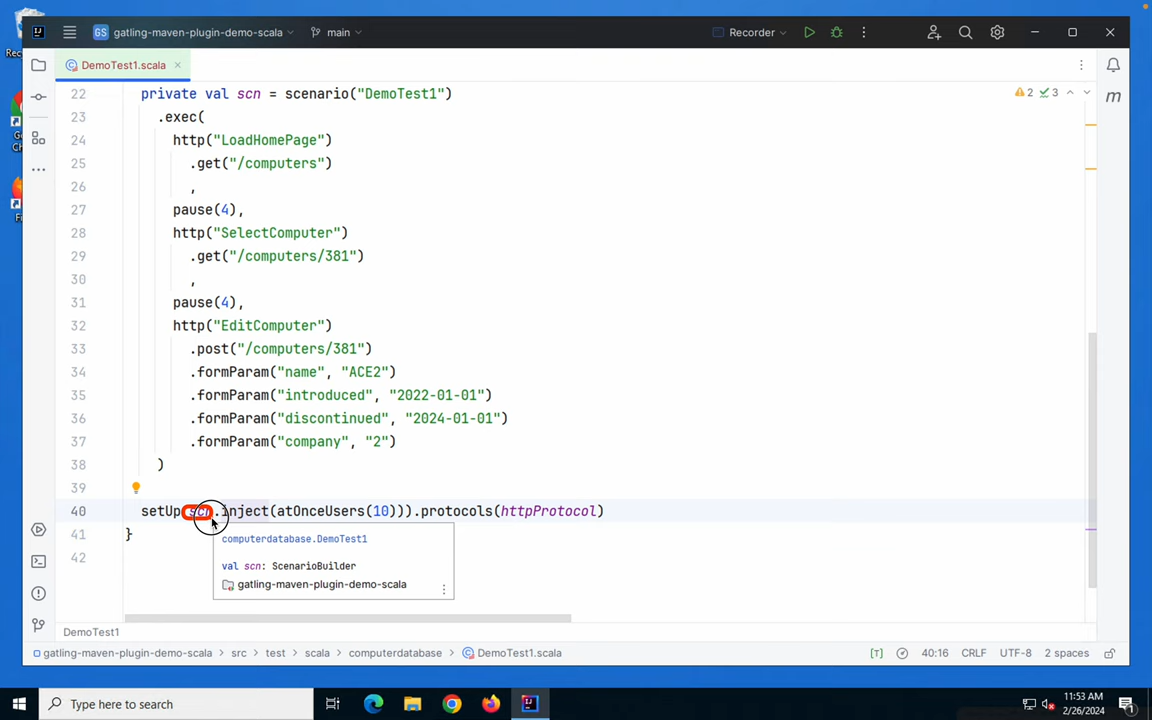 GS gatling-maven-plugin-demo-scala main Recorder
DemoTest1.scala
22 private val scn = scenario("DemoTest1")
2 3
23 .exec(
24 http("LoadHomePage")
25 .get("/computers")
26 ,
27 pause(4),
28 http("SelectComputer")
29 .get("/computers/381")
30 ,
31 pause(4),
32 http("EditComputer")
33 .post("/computers/381")
34 .formParam("name", "ACE2")
35 .formParam("introduced", "2022-01-01")
36 .formParam("discontinued", "2024-01-01")
37 .formParam("company", "2")
38 )
39
40 setUp(scn.inject(atOnceUsers(10))).protocols(httpProtocol)
41 }
computerdatabase.DemoTest1
42
val scn: ScenarioBuilder
gatling-maven-plugin-demo-scala
DemoTest1
gatling-maven-plugin-demo-scala > src > test > scala > computerdatabase > DemoTest1.scala [T] 40:16 CRLF UTF-8 2 spaces
Type here to search
11:53 AM
2/26/2024
1